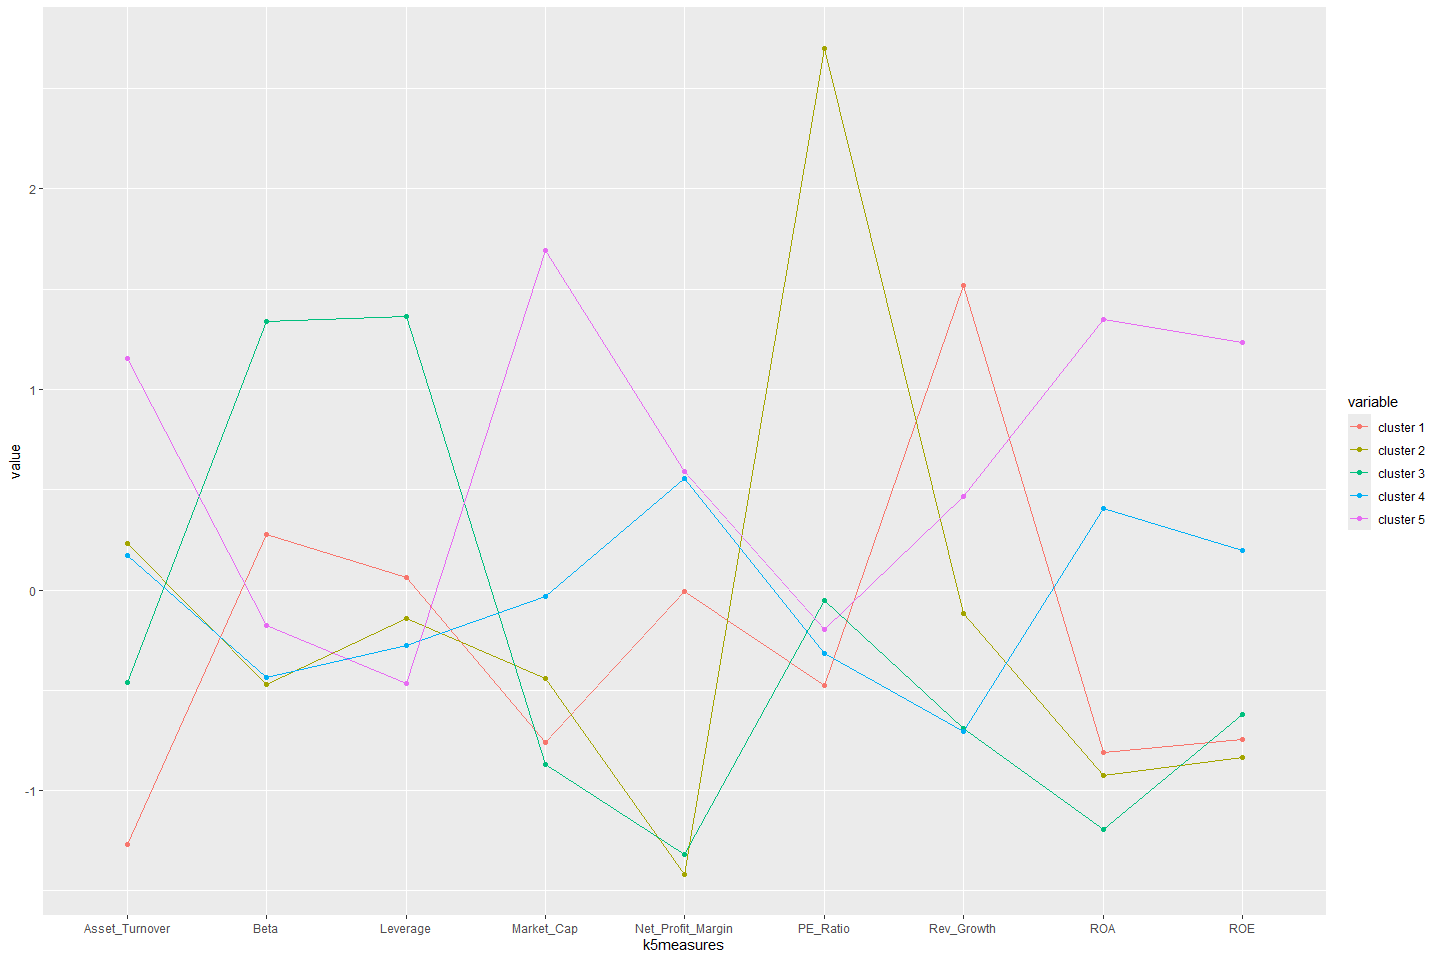 2
1
0
-1
value
Asset_Turnover Beta Leverage Market_Cap Net_Profit_Margin PE_Ratio Rev_Growth ROA ROE
k5measures
variable
cluster 1
cluster 2
cluster 3
cluster 4
cluster 5